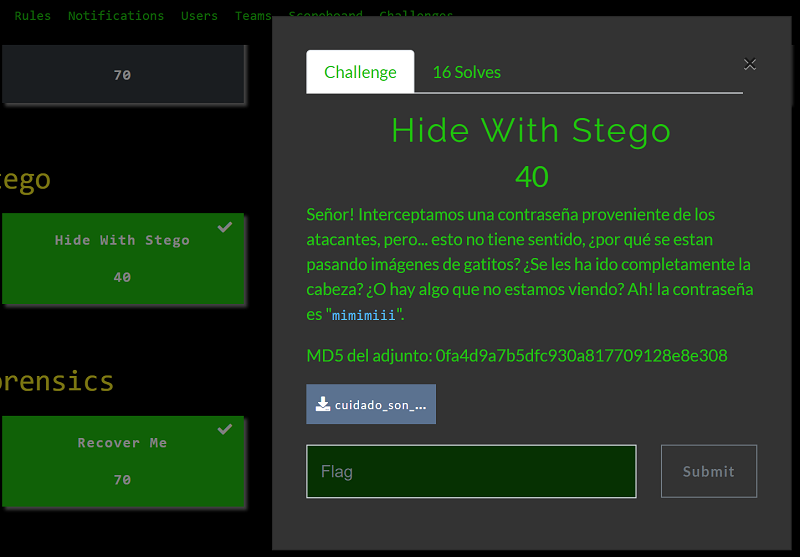 Rules Notifications Users Teams Scoreboard Challenges
70
tego
Hide With Stego
40
orensics
Recover Me
70
Challenge
16 Solves
×
Hide With Stego
40
Señor! Interceptamos una contraseña proveniente de los
atacantes, pero... esto no tiene sentido, ¿por qué se estan
pasando imágenes de gatitos? ¿Se les ha ido completamente la
cabeza? ¿O hay algo que no estamos viendo? Ah! la contraseña
es "mimimiii".
MD5 del adjunto: 0fa4d9a7b5dfc930a817709128e8e308
cuidado_son_...
Flag
Submit